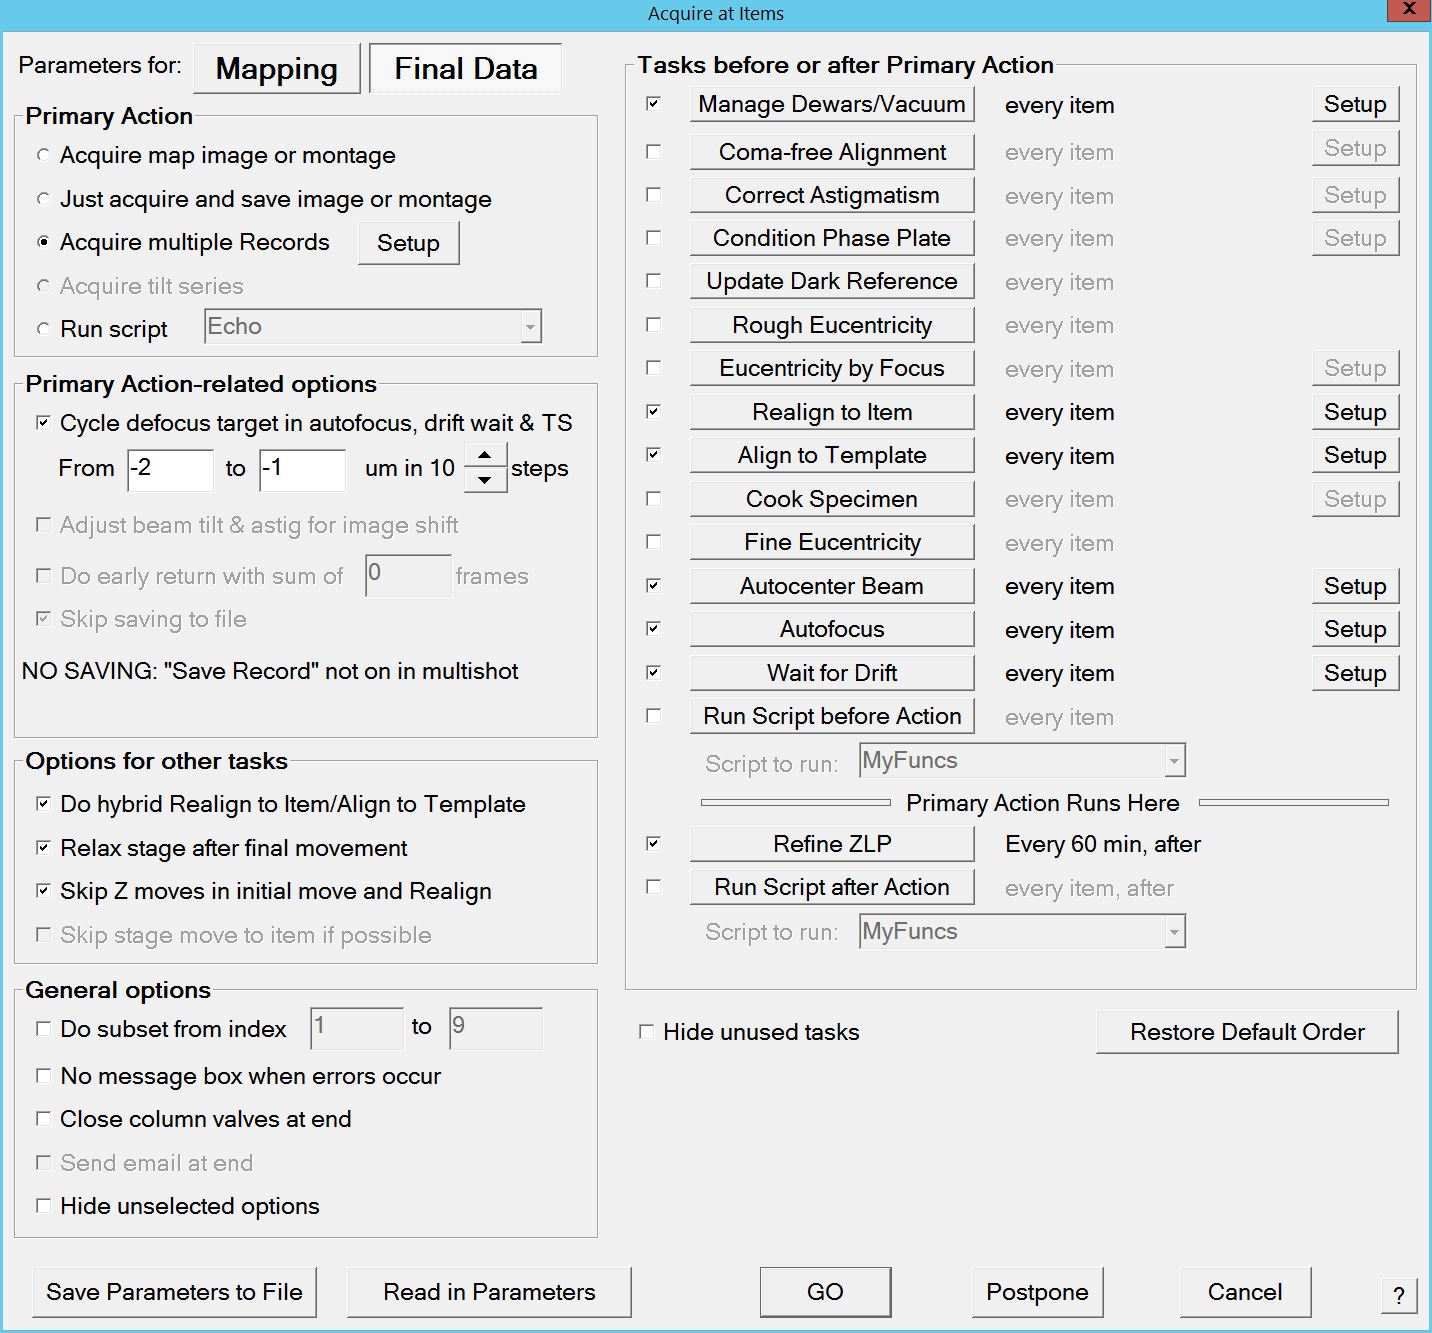 Acquire at Items
X
Parameters for: Mapping Final Data
Primary Action
Acquire map image or montage
Just acquire and save image or montage
Acquire multiple Records Setup
Acquire tilt series
Run script Echo
Primary Action-related options
Cycle defocus target in autofocus, drift wait & TS
From -2 to -1 um in 10 steps
Adjust beam tilt & astig for image shift
Do early return with sum of 0 frames
Skip saving to file
NO SAVING: "Save Record" not on in multishot
Options for other tasks
Do hybrid Realign to Item/Align to Template
Relax stage after final movement
Skip Z moves in initial move and Realign
Skip stage move to item if possible
General options
Do subset from index 1 to 9
No message box when errors occur
Close column valves at end
Send email at end
Hide unselected options
Tasks before or after Primary Action
Manage Dewars/Vacuum every item Setup
Coma-free Alignment every item Setup
Correct Astigmatism every item Setup
Condition Phase Plate every item Setup
Update Dark Reference every item
Rough Eucentricity every item
Eucentricity by Focus every item Setup
Realign to Item every item Setup
Align to Template every item Setup
Cook Specimen every item Setup
Fine Eucentricity every item
Autocenter Beam every item Setup
Autofocus every item Setup
Wait for Drift every item Setup
Run Script before Action every item
Script to run: MyFuncs
Primary Action Runs Here
Refine ZLP Every 60 min, after
Run Script after Action every item, after
Script to run: MyFuncs
Hide unused tasks Restore Default Order
Save Parameters to File Read in Parameters GO Postpone Cancel ?